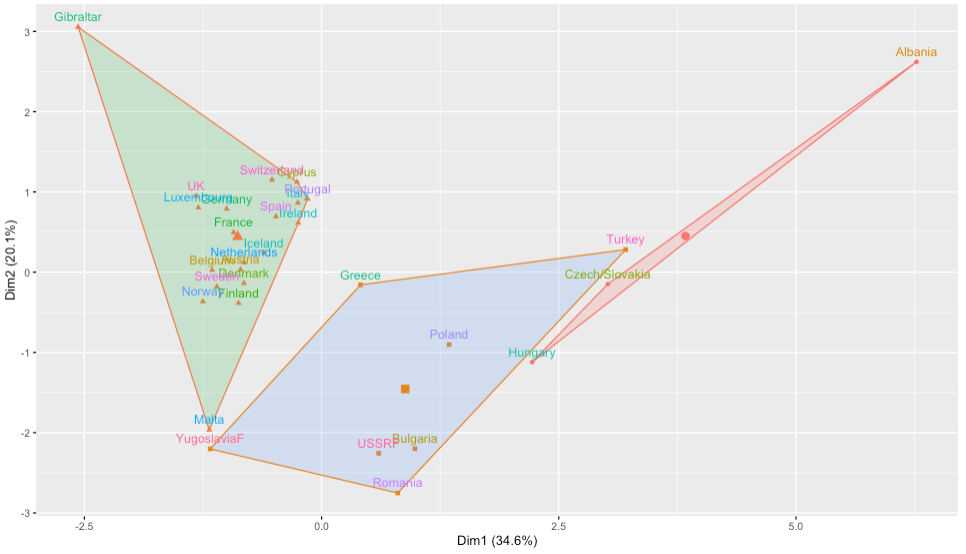 Gibraltar
Albania
Switzerland
Cyprus
UK
Portugal
Luxembourg
Germany
Italy
Spain
Ireland
France
Iceland
Netherlands
Belgium
Austria
Sweden
Denmark
Norway
Finland
Turkey
Greece
Czech/Slovakia
Poland
Hungary
Malta
YugoslaviaF
USSRF
Bulgaria
Romania
3
2
1
0
-1
-2
-3
-2.5
0.0
2.5
5.0
Dim1 (34.6%)
Dim2 (20.1%)